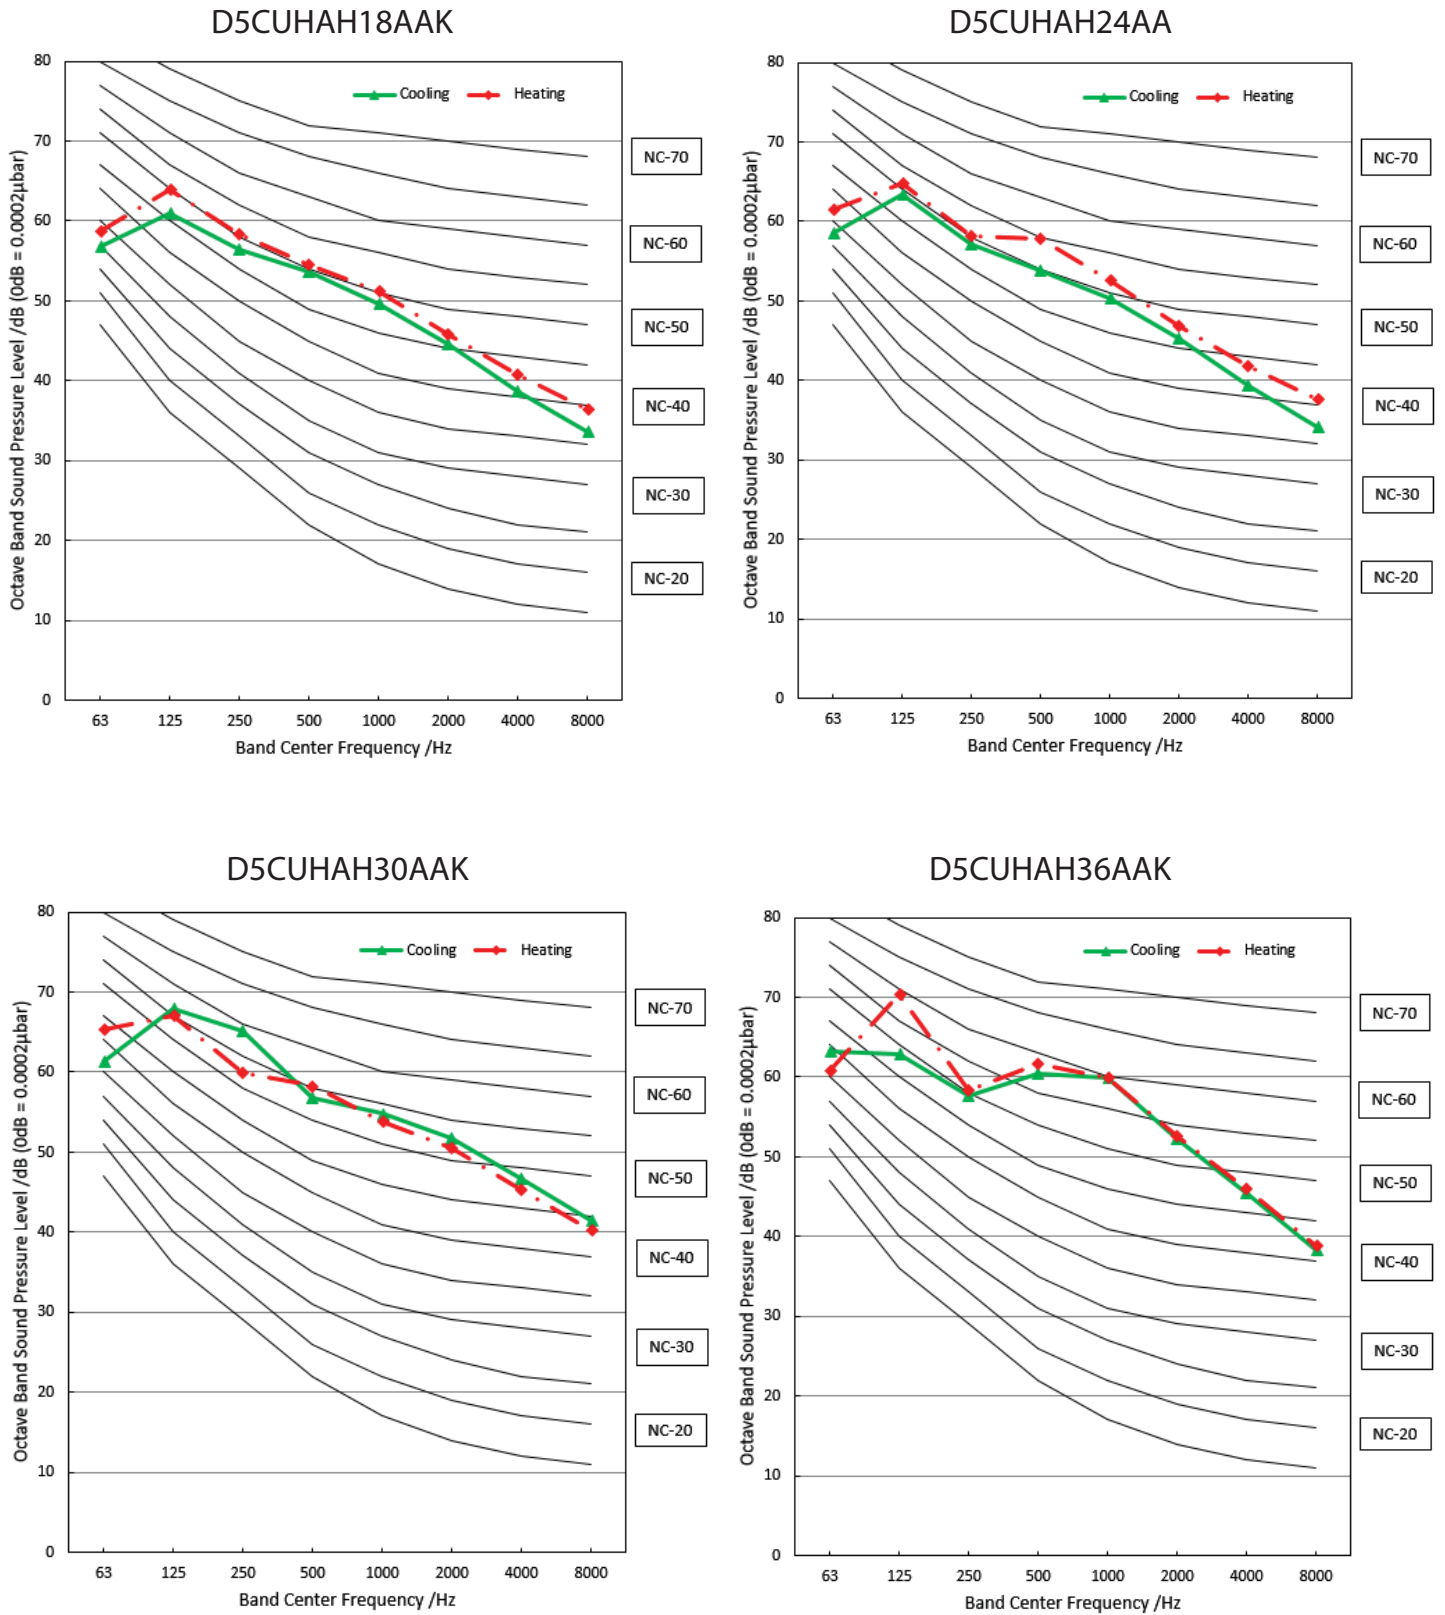 D5CUHAH18AAK
Octave Band Sound Pressure Level /dB (0dB = 0.0002µbar)
80
70
60
50
40
30
20
10
0
Cooling Heating
NC-70
NC-60
NC-50
NC-40
NC-30
NC-20
63 125 250 500 1000 2000 4000 8000
Band Center Frequency /Hz
D5CUHAH24AA
Octave Band Sound Pressure Level /dB (0dB = 0.0002µbar)
80
70
60
50
40
30
20
10
0
Cooling Heating
NC-70
NC-60
NC-50
NC-40
NC-30
NC-20
63 125 250 500 1000 2000 4000 8000
Band Center Frequency /Hz
D5CUHAH30AAK
Octave Band Sound Pressure Level /dB (0dB = 0.0002µbar)
80
70
60
50
40
30
20
10
0
Cooling Heating
NC-70
NC-60
NC-50
NC-40
NC-30
NC-20
63 125 250 500 1000 2000 4000 8000
Band Center Frequency /Hz
D5CUHAH36AAK
Octave Band Sound Pressure Level /dB (0dB = 0.0002µbar)
80
70
60
50
40
30
20
10
0
Cooling Heating
NC-70
NC-60
NC-50
NC-40
NC-30
NC-20
63 125 250 500 1000 2000 4000 8000
Band Center Frequency /Hz